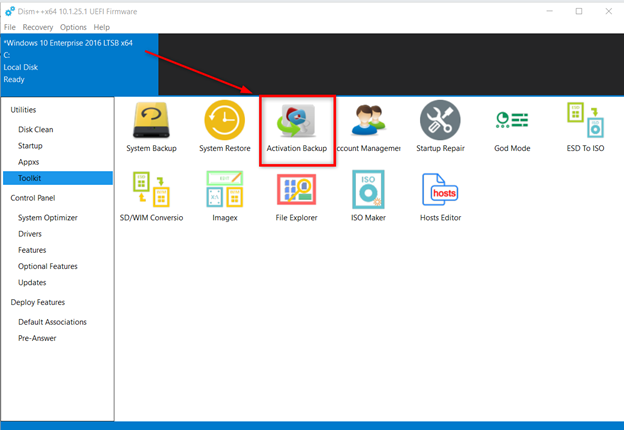 Dism++x64 10.1.25.1 UEFI Firmware
File Recovery Options Help
*Windows 10 Enterprise 2016 LTSB x64
C:
Local Disk
Ready
Utilities
Disk Clean
Startup
Appxs
Toolkit
Control Panel
System Optimizer
Drivers
Features
Optional Features
Updates
Deploy Features
Default Associations
Pre-Answer
System Backup
System Restore
Activation Backup
ccount Managemer
Startup Repair
God Mode
ESD To ISO
SD/WIM Conversio
Imagex
File Explorer
ISO
ISO Maker
hosts
Hosts Editor